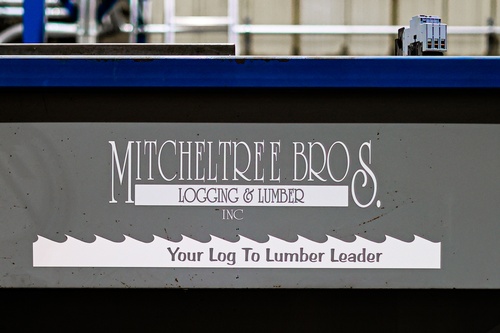 MITCHELTREE BROS.
LOGGING & LUMBER
INC
Your Log To Lumber Leader